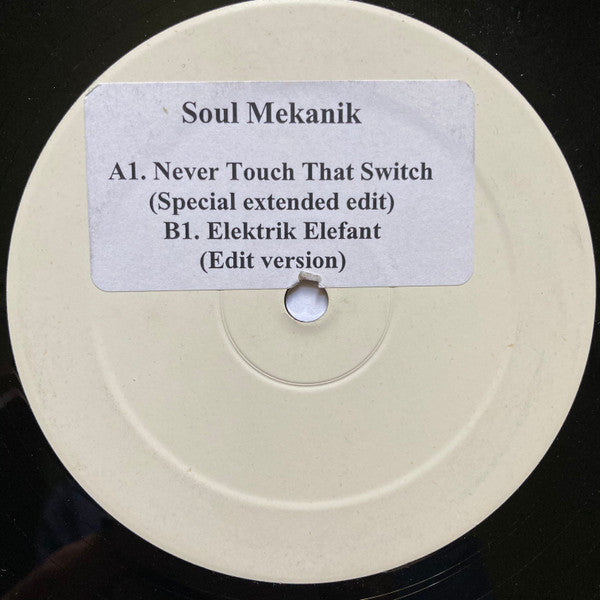 Soul Mekanik
A1. Never Touch That Switch
(Special extended edit)
B1. Elektrik Elefant
(Edit version)